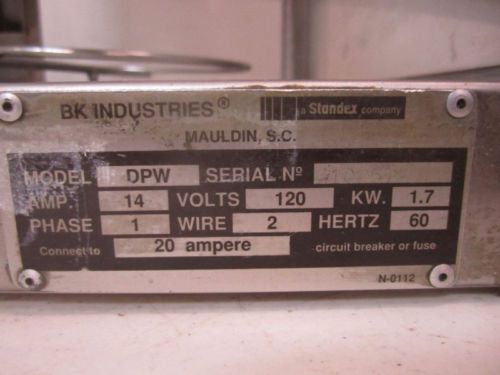 BK INDUSTRIES® a Standex company
MAULDIN, S.C.
MODEL DPW SERIAL Nº
AMP. 14 VOLTS 120 KW. 1.7
PHASE 1 WIRE 2 HERTZ 60
Connect to 20 ampere circuit breaker or fuse
N-0112